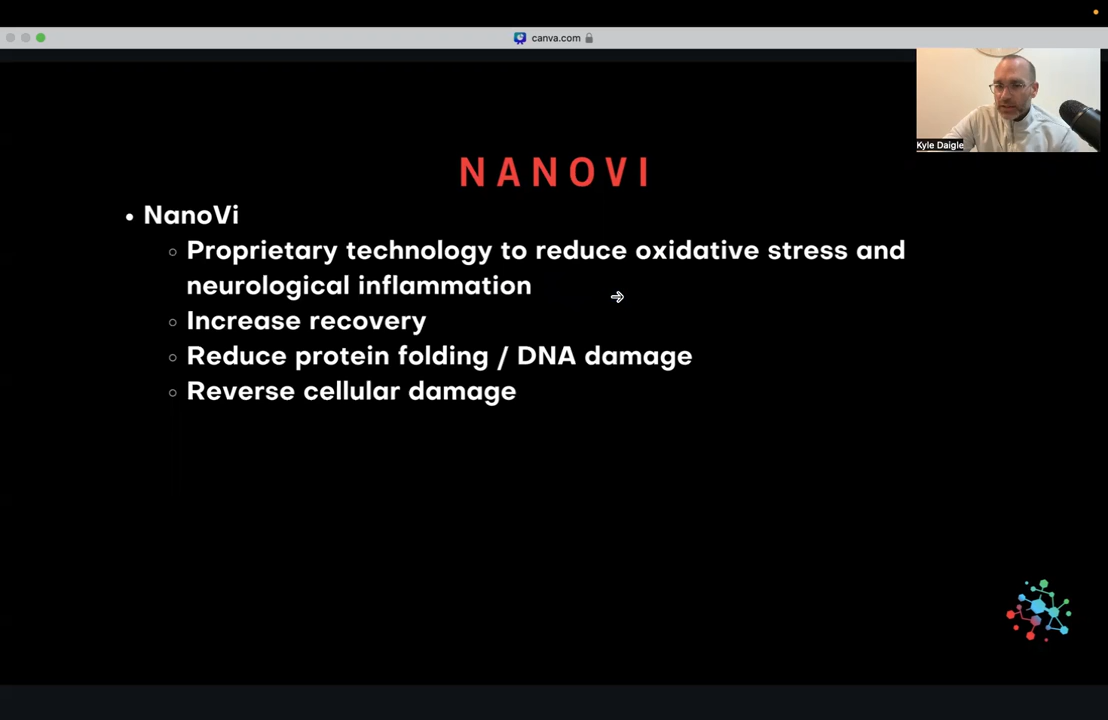 canva.com
Kyle Daigle
NANOVI
NanoVi
Proprietary technology to reduce oxidative stress and
neurological inflammation
Increase recovery
Reduce protein folding / DNA damage
Reverse cellular damage